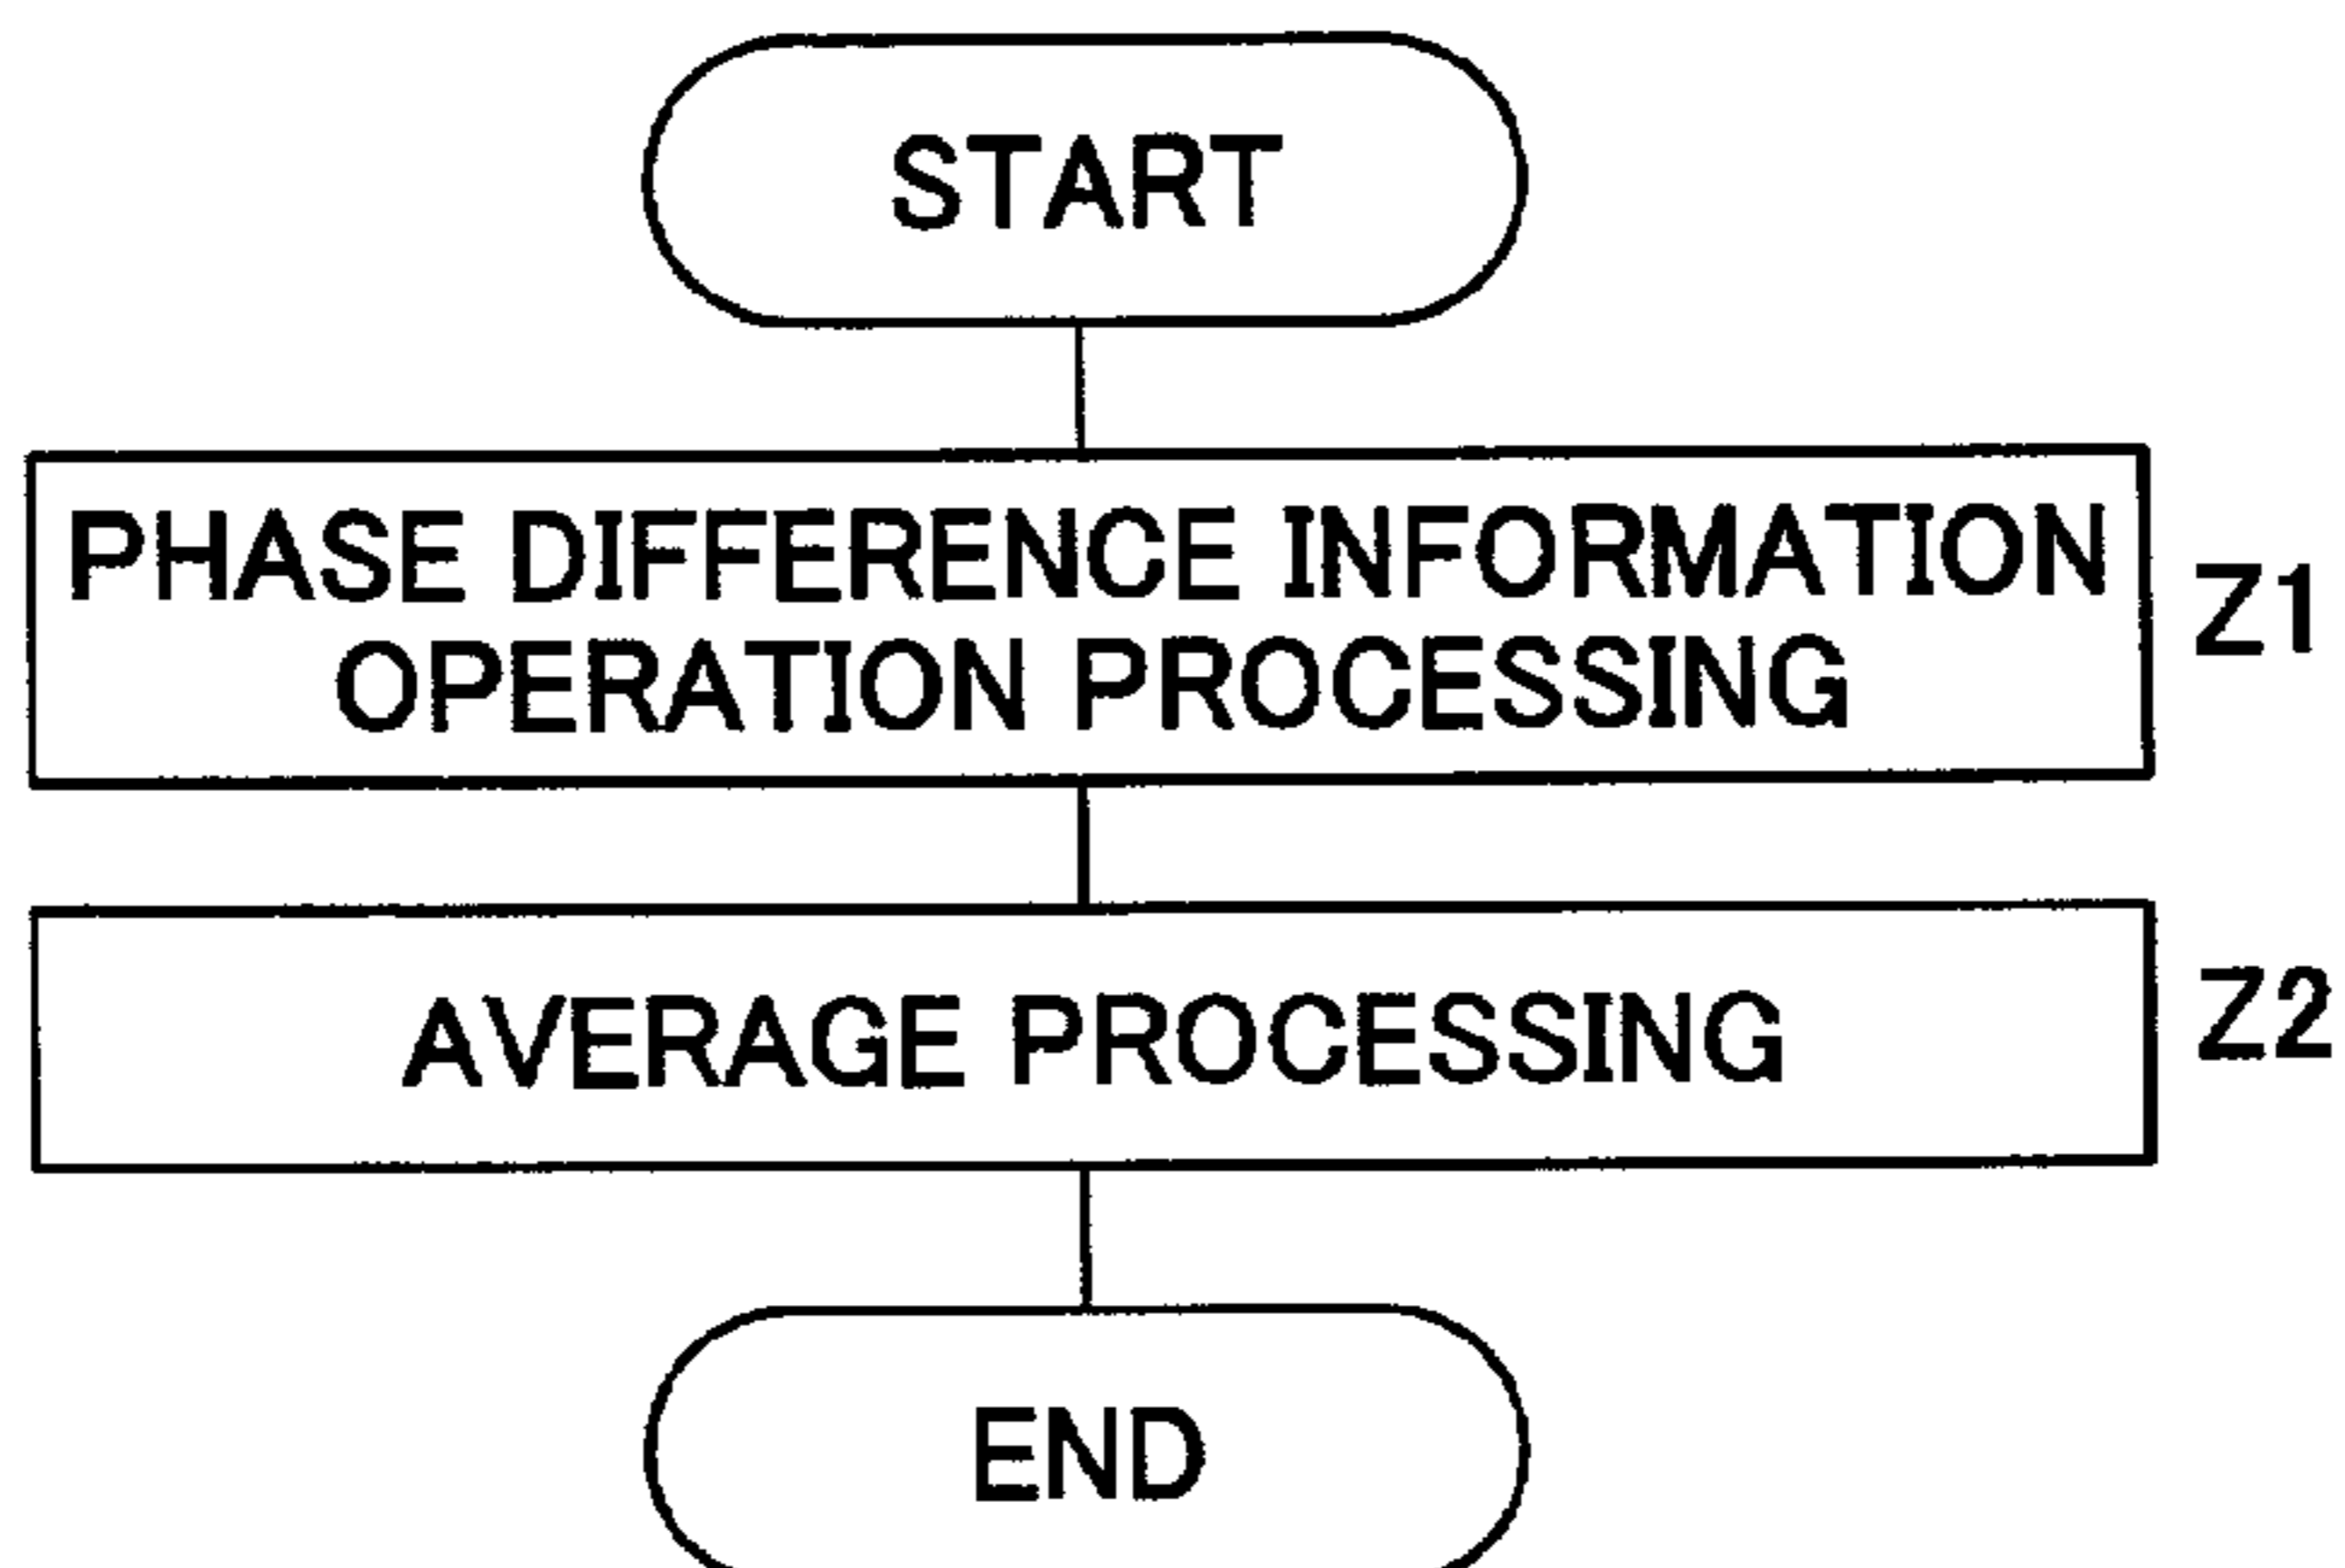 START
PHASE DIFFERENCE INFORMATION
OPERATION PROCESSING
Z1
AVERAGE PROCESSING
Z2
END